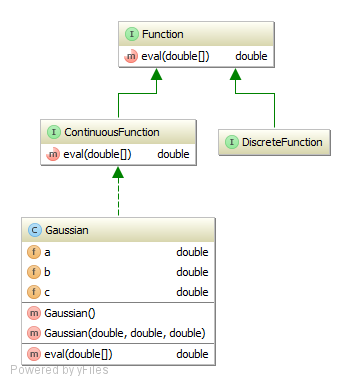 I Function
m eval(double[]) double
I ContinuousFunction
m eval(double[]) double
I DiscreteFunction
C Gaussian
f a double
f b double
f c double
m Gaussian()
m Gaussian(double, double, double)
m eval(double[]) double
Powered by yFiles